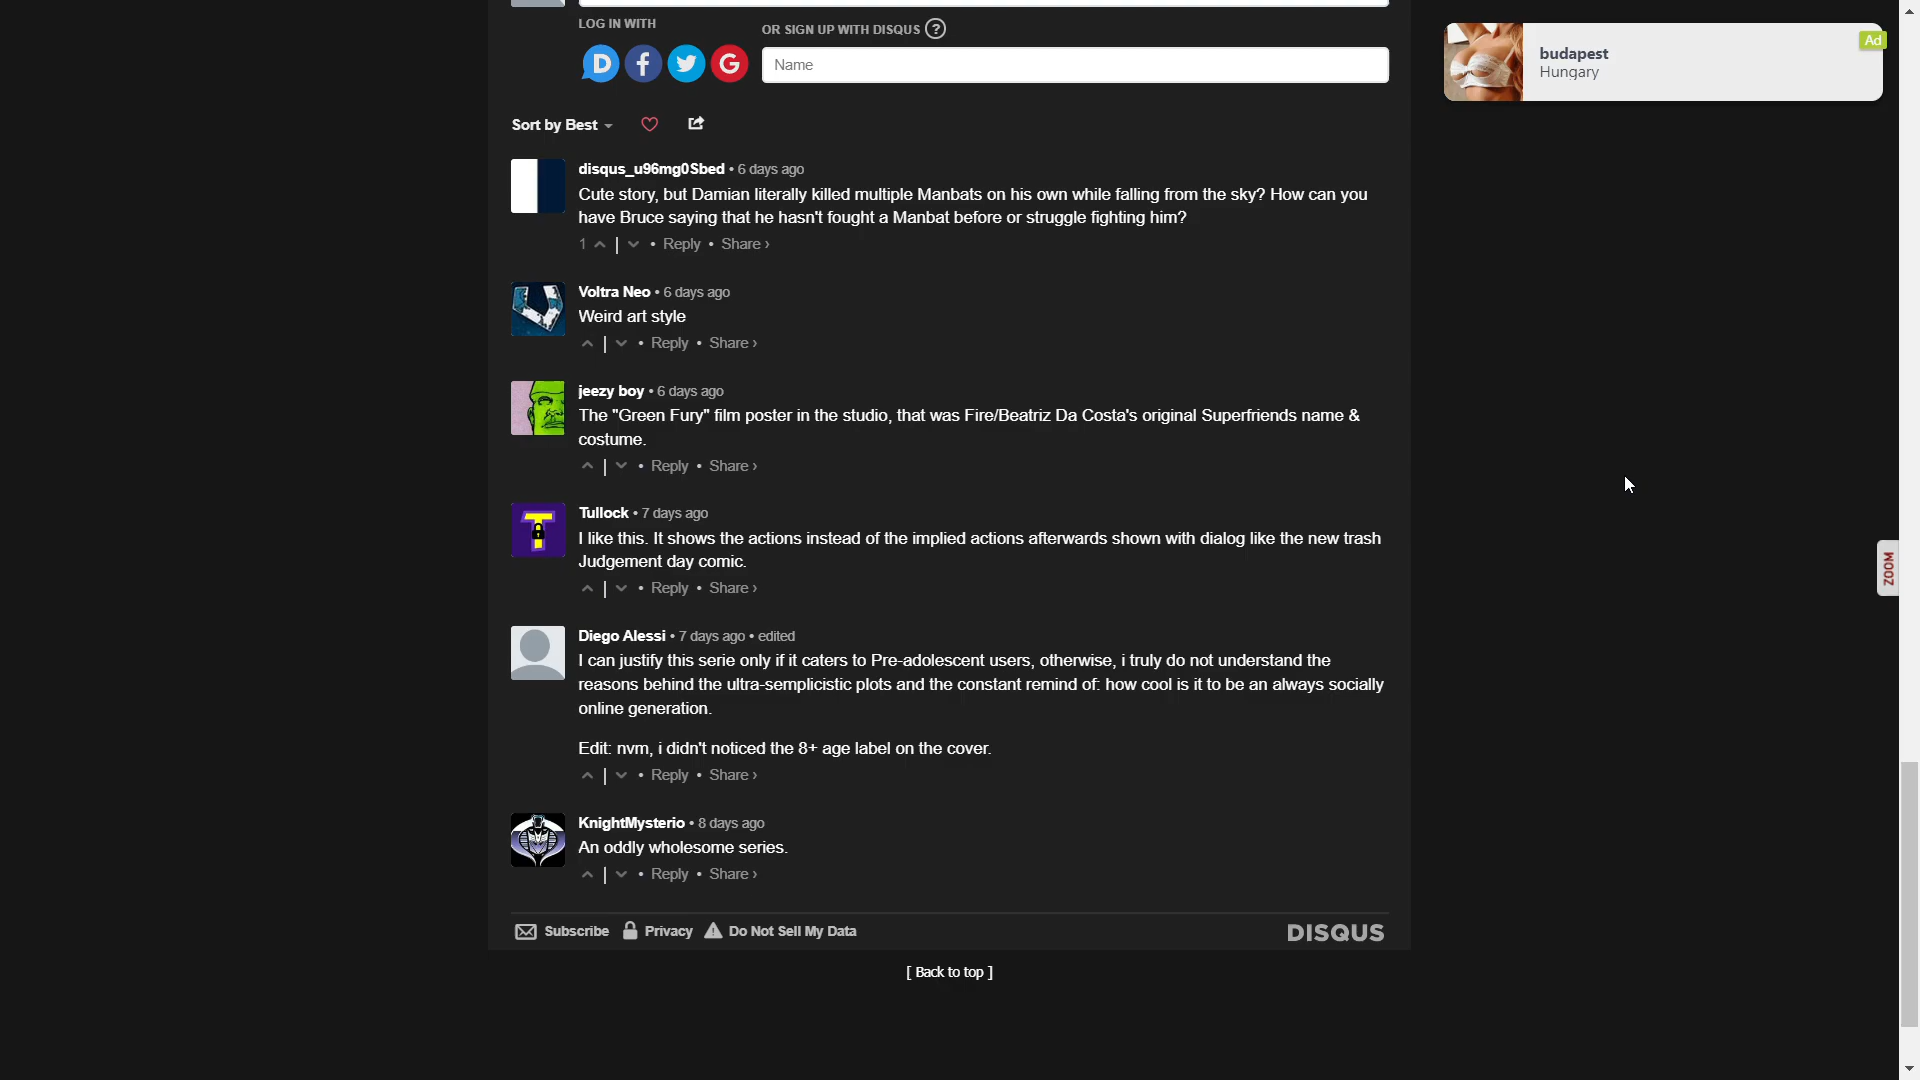 LOG IN WITH
OR SIGN UP WITH DISQUS ?
D f G
Name
budapest
Hungary
Ad
Sort by Best
disqus_u96mg0Sbed • 6 days ago
Cute story, but Damian literally killed multiple Manbats on his own while falling from the sky? How can you
have Bruce saying that he hasn't fought a Manbat before or struggle fighting him?
1 | • Reply • Share ›
Voltra Neo • 6 days ago
Weird art style
| • Reply • Share ›
jeezy boy • 6 days ago
The "Green Fury" film poster in the studio, that was Fire/Beatriz Da Costa's original Superfriends name &
costume.
| • Reply • Share ›
Tullock • 7 days ago
I like this. It shows the actions instead of the implied actions afterwards shown with dialog like the new trash
Judgement day comic.
| • Reply • Share ›
ZOOM
Diego Alessi • 7 days ago • edited
I can justify this serie only if it caters to Pre-adolescent users, otherwise, i truly do not understand the
reasons behind the ultra-semplicistic plots and the constant remind of: how cool is it to be an always socially
online generation.
Edit: nvm, i didn't noticed the 8+ age label on the cover.
| • Reply • Share ›
KnightMysterio • 8 days ago
An oddly wholesome series.
| • Reply • Share ›
Subscribe Privacy Do Not Sell My Data
DISQUS
[ Back to top ]